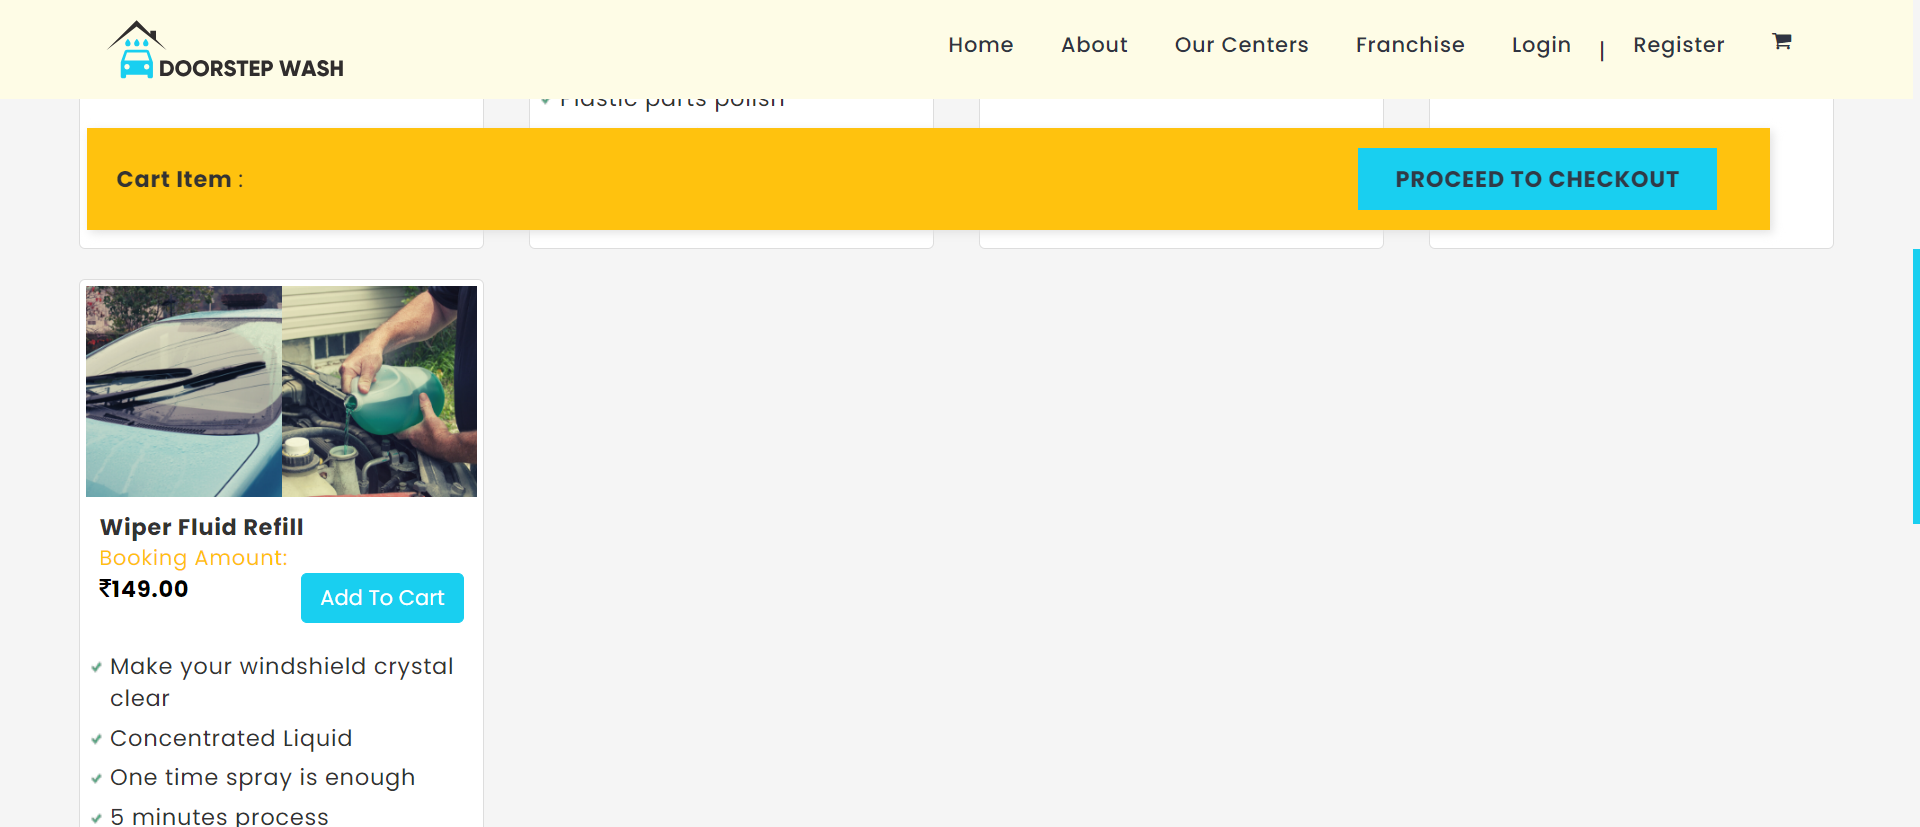 DOORSTEP WASH
Home About Our Centers Franchise Login | Register
Plastic parts polish
Cart Item :
PROCEED TO CHECKOUT
Wiper Fluid Refill
Booking Amount:
₹149.00
Add To Cart
Make your windshield crystal
clear
Concentrated Liquid
One time spray is enough
5 minutes process